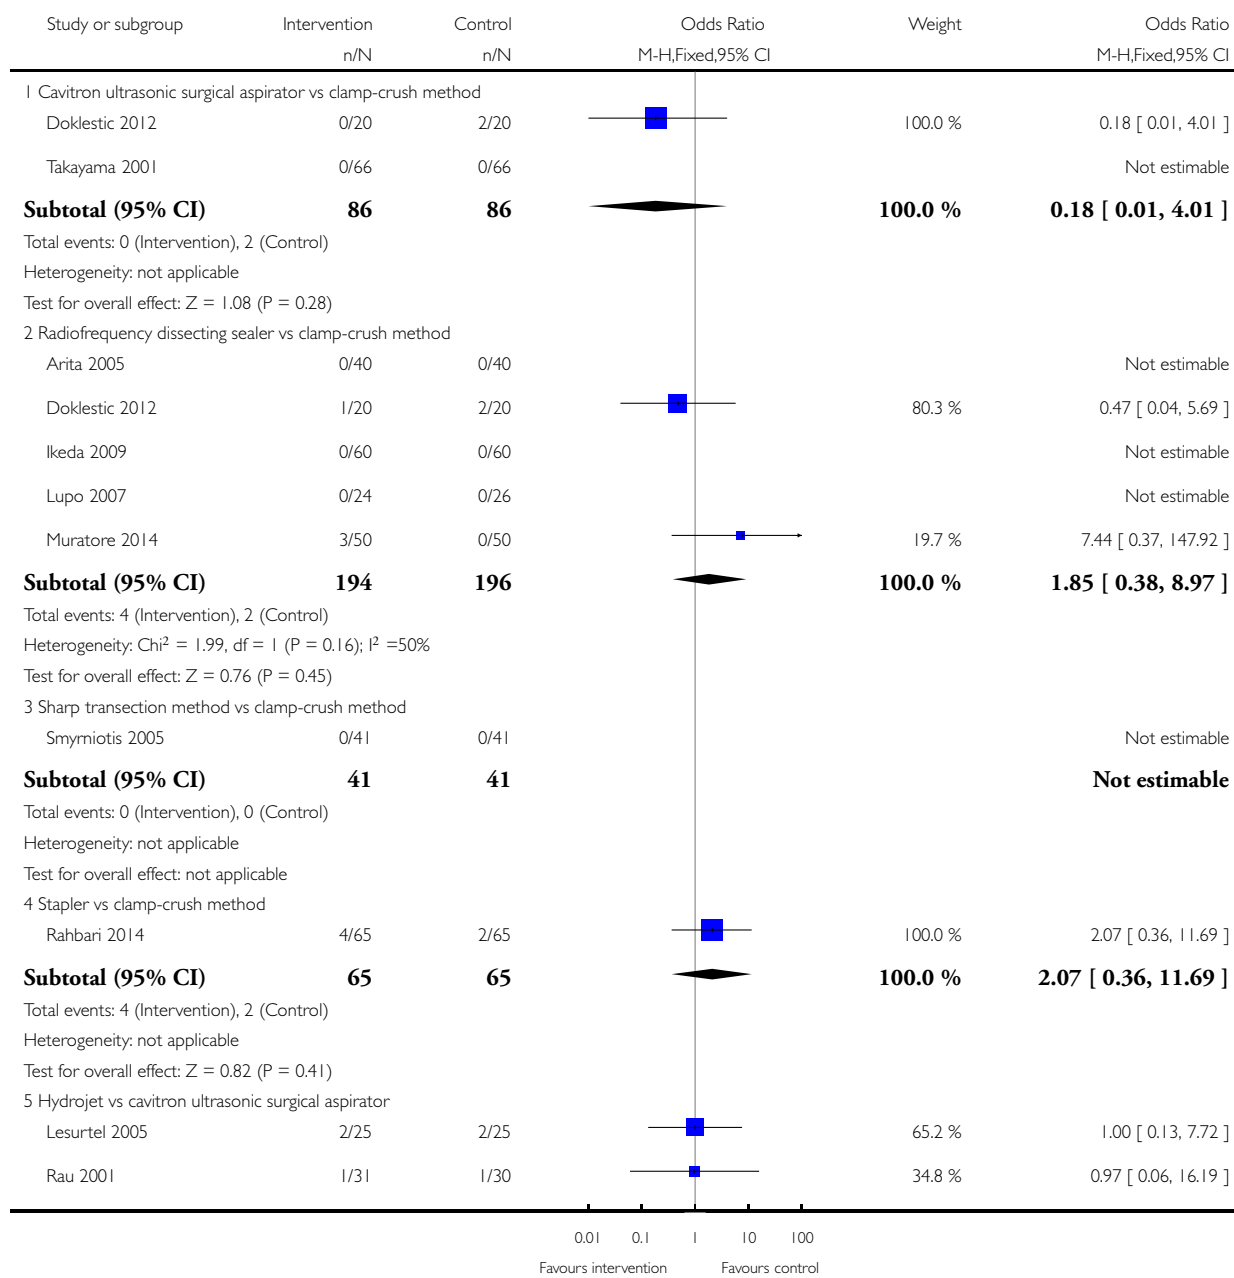 Study or subgroup Intervention Control Odds Ratio Weight Odds Ratio
n/N n/N M-H,Fixed,95% CI M-H,Fixed,95% CI
1 Cavitron ultrasonic surgical aspirator vs clamp-crush method
Doklestic 2012 0/20 2/20 100.0 % 0.18 [ 0.01, 4.01 ]
Takayama 2001 0/66 0/66 Not estimable
Subtotal (95% CI) 86 86 100.0 % 0.18 [ 0.01, 4.01 ]
Total events: 0 (Intervention), 2 (Control)
Heterogeneity: not applicable
Test for overall effect: Z = 1.08 (P = 0.28)
2 Radiofrequency dissecting sealer vs clamp-crush method
Arita 2005 0/40 0/40 Not estimable
Doklestic 2012 1/20 2/20 80.3 % 0.47 [ 0.04, 5.69 ]
Ikeda 2009 0/60 0/60 Not estimable
Lupo 2007 0/24 0/26 Not estimable
Muratore 2014 3/50 0/50 19.7 % 7.44 [ 0.37, 147.92 ]
Subtotal (95% CI) 194 196 100.0 % 1.85 [ 0.38, 8.97 ]
Total events: 4 (Intervention), 2 (Control)
Heterogeneity: Chi² = 1.99, df = 1 (P = 0.16); I² =50%
Test for overall effect: Z = 0.76 (P = 0.45)
3 Sharp transection method vs clamp-crush method
Smyrniotis 2005 0/41 0/41 Not estimable
Subtotal (95% CI) 41 41 Not estimable
Total events: 0 (Intervention), 0 (Control)
Heterogeneity: not applicable
Test for overall effect: not applicable
4 Stapler vs clamp-crush method
Rahbari 2014 4/65 2/65 100.0 % 2.07 [ 0.36, 11.69 ]
Subtotal (95% CI) 65 65 100.0 % 2.07 [ 0.36, 11.69 ]
Total events: 4 (Intervention), 2 (Control)
Heterogeneity: not applicable
Test for overall effect: Z = 0.82 (P = 0.41)
5 Hydrojet vs cavitron ultrasonic surgical aspirator
Lesurtel 2005 2/25 2/25 65.2 % 1.00 [ 0.13, 7.72 ]
Rau 2001 1/31 1/30 34.8 % 0.97 [ 0.06, 16.19 ]
0.01 0.1 1 10 100
Favours intervention Favours control